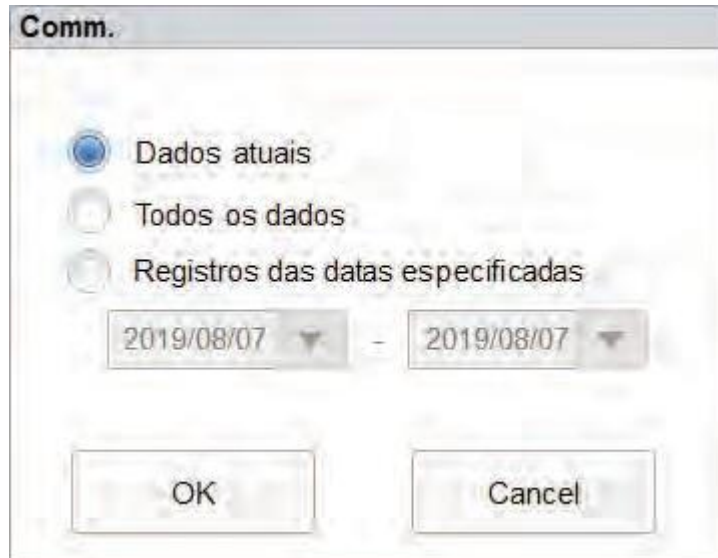 Comm.
Dados atuais
Todos os dados
Registros das datas especificadas
2019/08/07 - 2019/08/07
OK Cancel